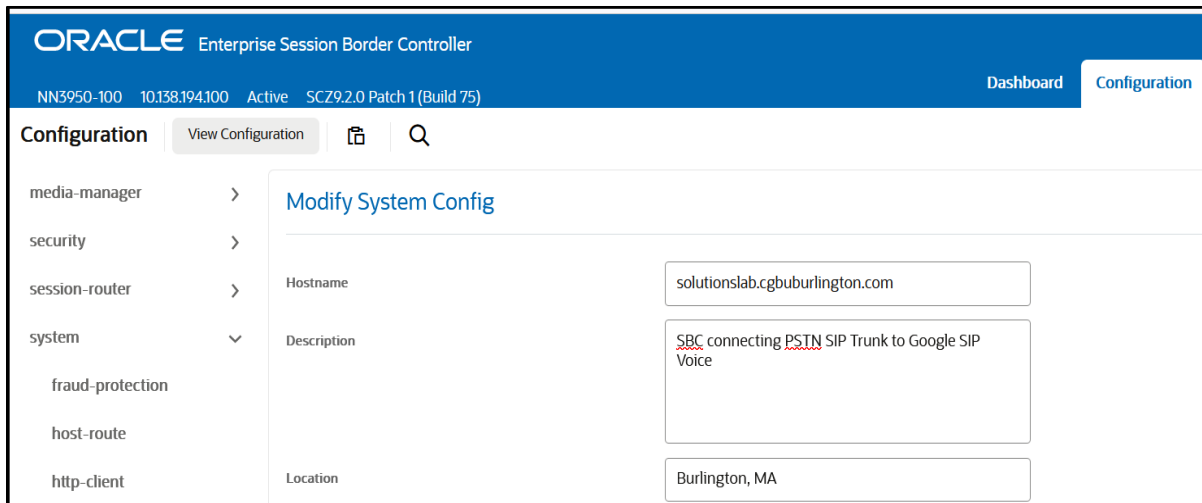 ORACLE Enterprise Session Border Controller
NN3950-100 10.138.194.100 Active SCZ9.2.0 Patch 1 (Build 75)
Dashboard Configuration
Configuration View Configuration
media-manager
security
session-router
system
fraud-protection
host-route
http-client
Modify System Config
Hostname solutionslab.cgbuburlington.com
Description SBC connecting PSTN SIP Trunk to Google SIP
Voice
Location Burlington, MA